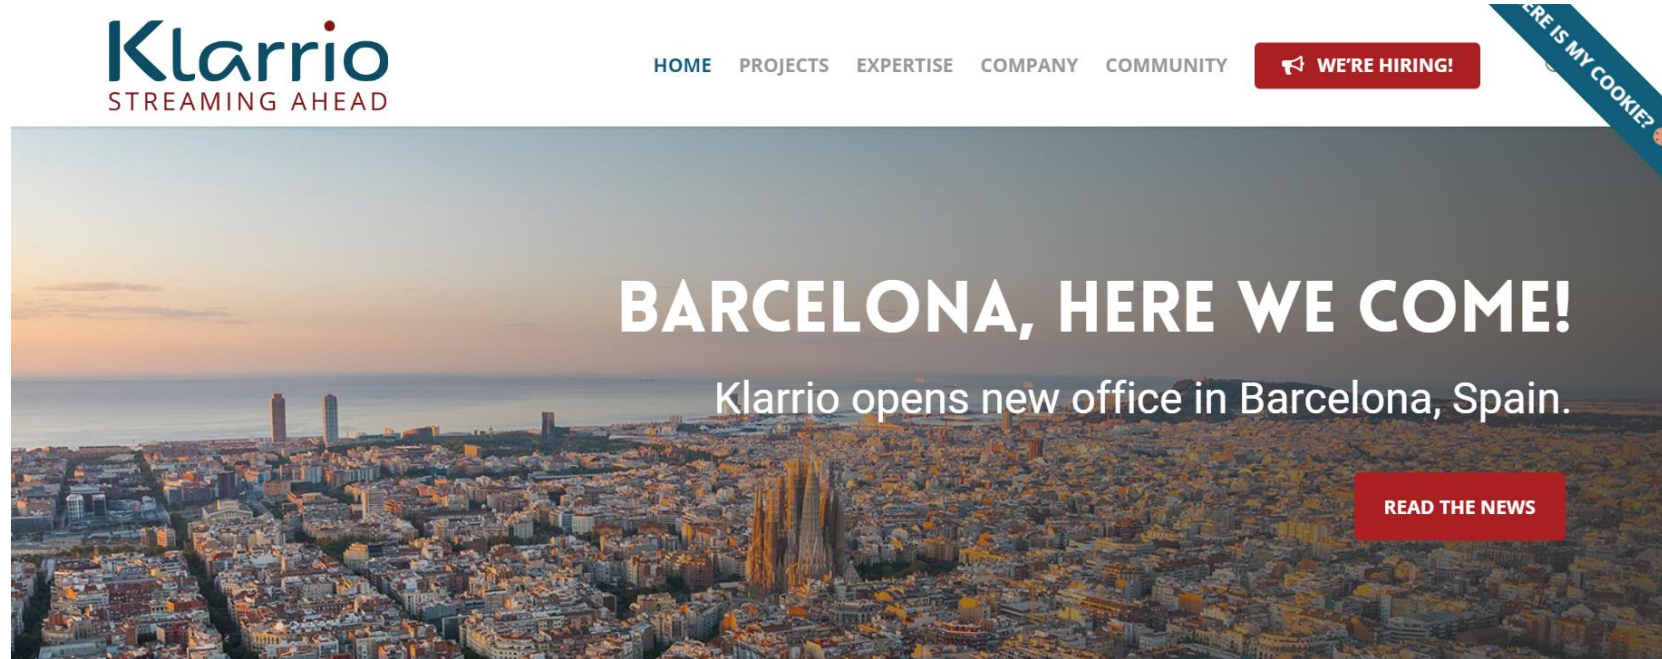 Klarrio
STREAMING AHEAD
HOME PROJECTS EXPERTISE COMPANY COMMUNITY WE'RE HIRING!
IS MY COOKIE?
BARCELONA, HERE WE COME!
Klarrio opens new office in Barcelona, Spain.
READ THE NEWS